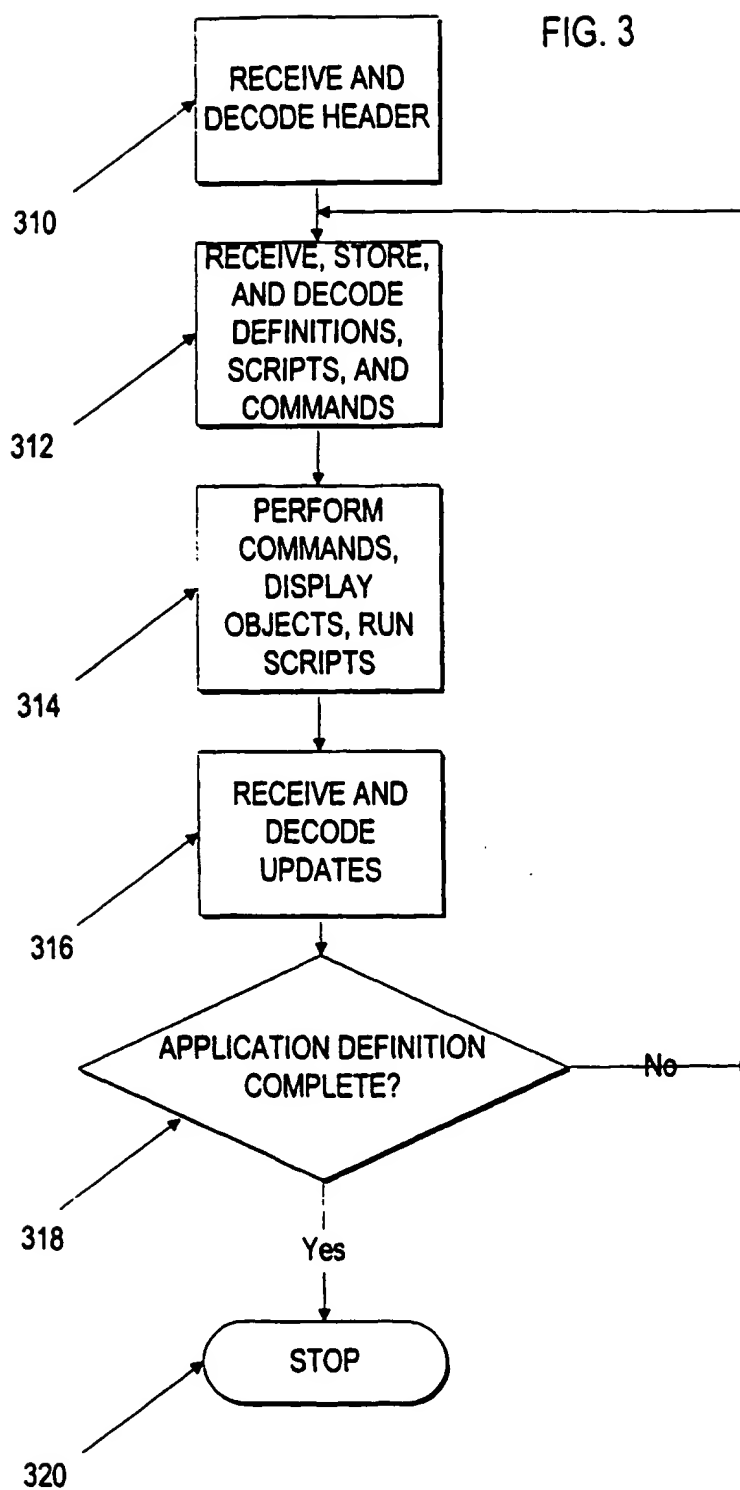 FIG. 3
RECEIVE AND
DECODE HEADER
310
RECEIVE, STORE,
AND DECODE
DEFINITIONS,
SCRIPTS, AND
COMMANDS
312
PERFORM
COMMANDS,
DISPLAY
OBJECTS, RUN
SCRIPTS
314
RECEIVE AND
DECODE
UPDATES
316
APPLICATION DEFINITION
COMPLETE?
No
318
Yes
STOP
320